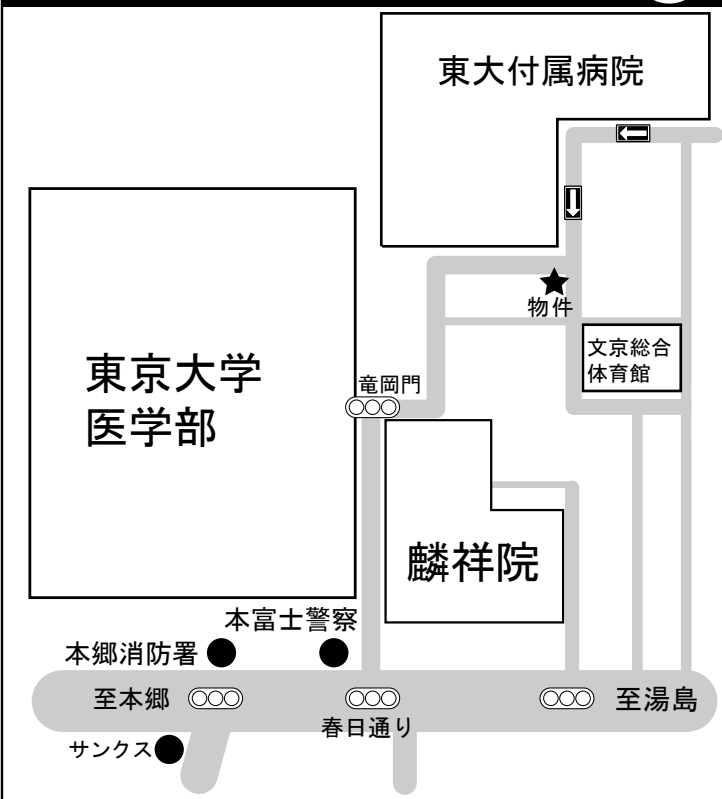 東大付属病院
物件
文京総合
体育館
東京大学
医学部
竜岡門
麟祥院
本富士警察
本郷消防署
至本郷
至湯島
春日通り
サンクス